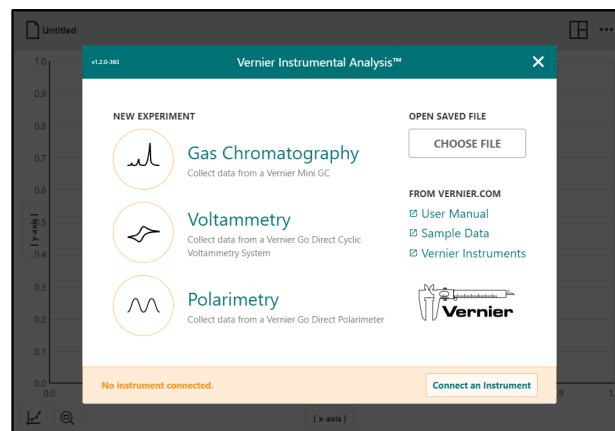 Untitled
v1.2.0-363
Vernier Instrumental Analysis™
NEW EXPERIMENT
Gas Chromatography
Collect data from a Vernier Mini GC
Voltammetry
Collect data from a Vernier Go Direct Cyclic
Voltammetry System
Polarimetry
Collect data from a Vernier Go Direct Polarimeter
OPEN SAVED FILE
CHOOSE FILE
FROM VERNIER.COM
User Manual
Sample Data
Vernier Instruments
Vernier
No instrument connected.
Connect an Instrument
1.0
0.9
0.8
0.7
0.6
0.5
0.4
0.3
0.2
0.1
0.0
[ y-axis ]
0.0
[ x-axis ]